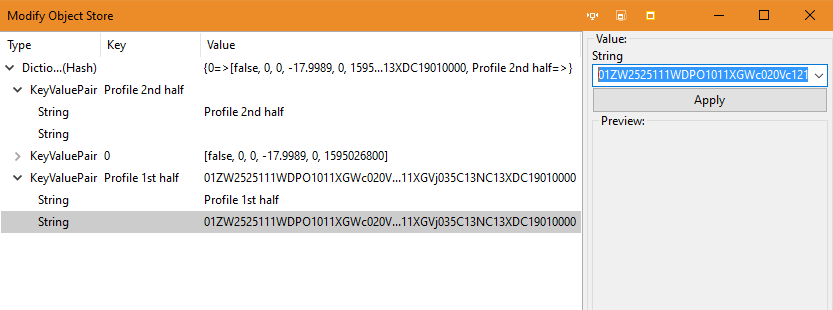 Modify Object Store
Type Key Value
Dictio...(Hash) {0=>[false, 0, 0, -17.9989, 0, 1595...13XDC19010000, Profile 2nd half=>}
KeyValuePair Profile 2nd half
String Profile 2nd half
String
KeyValuePair 0 [false, 0, 0, -17.9989, 0, 1595026800]
KeyValuePair Profile 1st half 01ZW2525111WDPO1011XGWc020V...11XGVj035C13NC13XDC19010000
String Profile 1st half
String 01ZW2525111WDPO1011XGWc020V...11XGVj035C13NC13XDC19010000
Value:
String
01ZW2525111WDPO1011XGWc020Vc121
Apply
Preview: